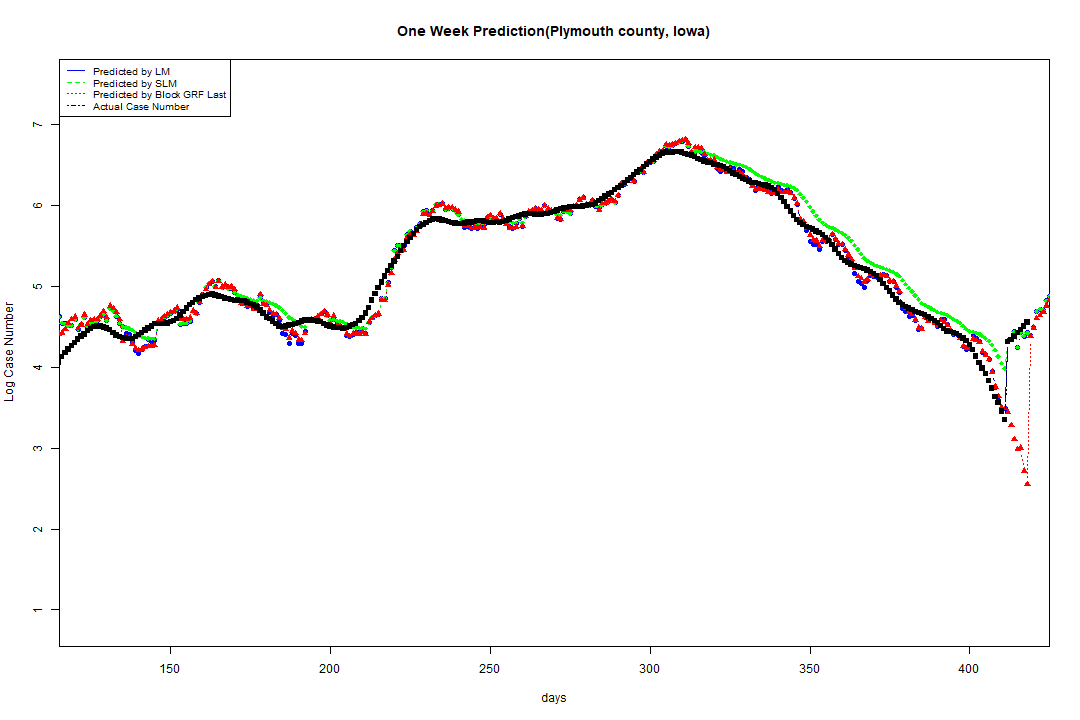 One Week Prediction(Plymouth county, Iowa)
Predicted by LM
Predicted by SLM
Predicted by Block GRF Last
Actual Case Number
7
6
5
4
3
2
1
Log Case Number
150 200 250 300 350 400
days